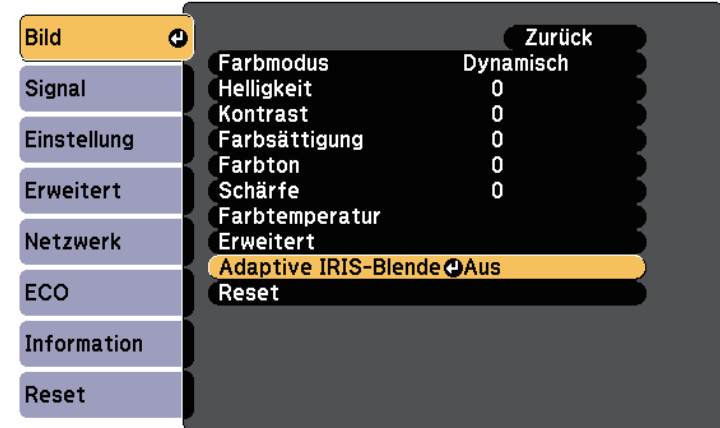 Bild
Signal
Einstellung
Erweitert
Netzwerk
ECO
Information
Reset
Zurück
Farbmodus Dynamisch
Helligkeit 0
Kontrast 0
Farbsättigung 0
Farbton 0
Schärfe 0
Farbtemperatur
Erweitert
Adaptive IRIS-Blende Aus
Reset